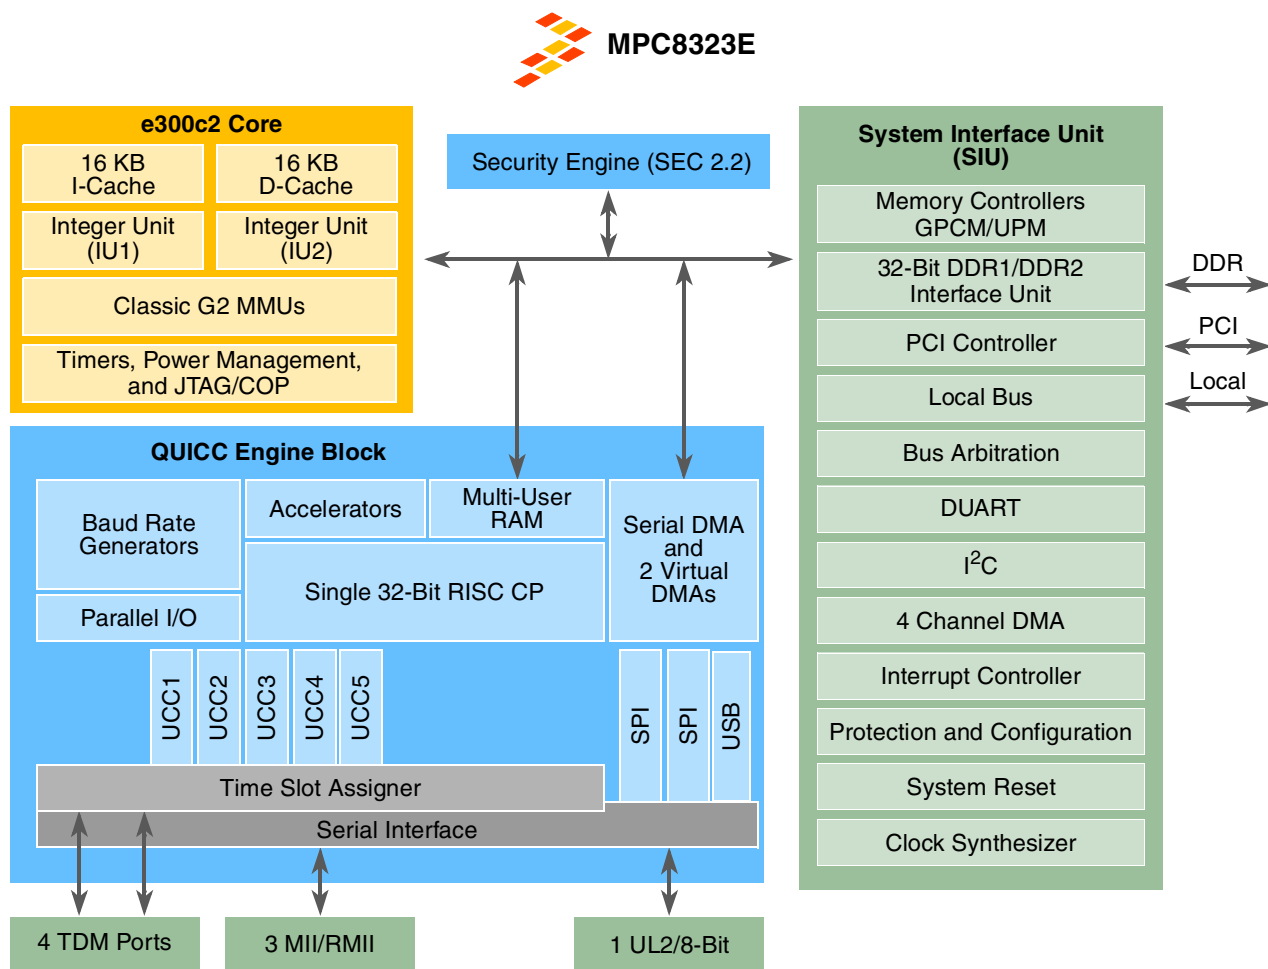 MPC8323E
e300c2 Core
16 KB
I-Cache
16 KB
D-Cache
Integer Unit
(IU1)
Integer Unit
(IU2)
Classic G2 MMUs
Timers, Power Management,
and JTAG/COP
Security Engine (SEC 2.2)
System Interface Unit
(SIU)
Memory Controllers
GPCM/UPM
32-Bit DDR1/DDR2
Interface Unit
PCI Controller
Local Bus
Bus Arbitration
DUART
I²C
4 Channel DMA
Interrupt Controller
Protection and Configuration
System Reset
Clock Synthesizer
DDR
PCI
Local
QUICC Engine Block
Baud Rate
Generators
Parallel I/O
Accelerators
Multi-User
RAM
Single 32-Bit RISC CP
Serial DMA
and
2 Virtual
DMAs
UCC1
UCC2
UCC3
UCC4
UCC5
SPI
SPI
USB
Time Slot Assigner
Serial Interface
4 TDM Ports
3 MII/RMII
1 UL2/8-Bit